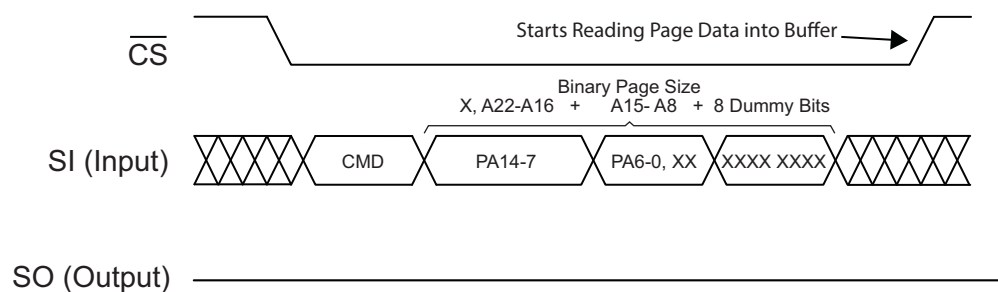 Starts Reading Page Data into Buffer
CS
Binary Page Size
X, A22-A16 + A15- A8 + 8 Dummy Bits
SI (Input)
CMD
PA14-7
PA6-0, XX
XXXX XXXX
SO (Output)